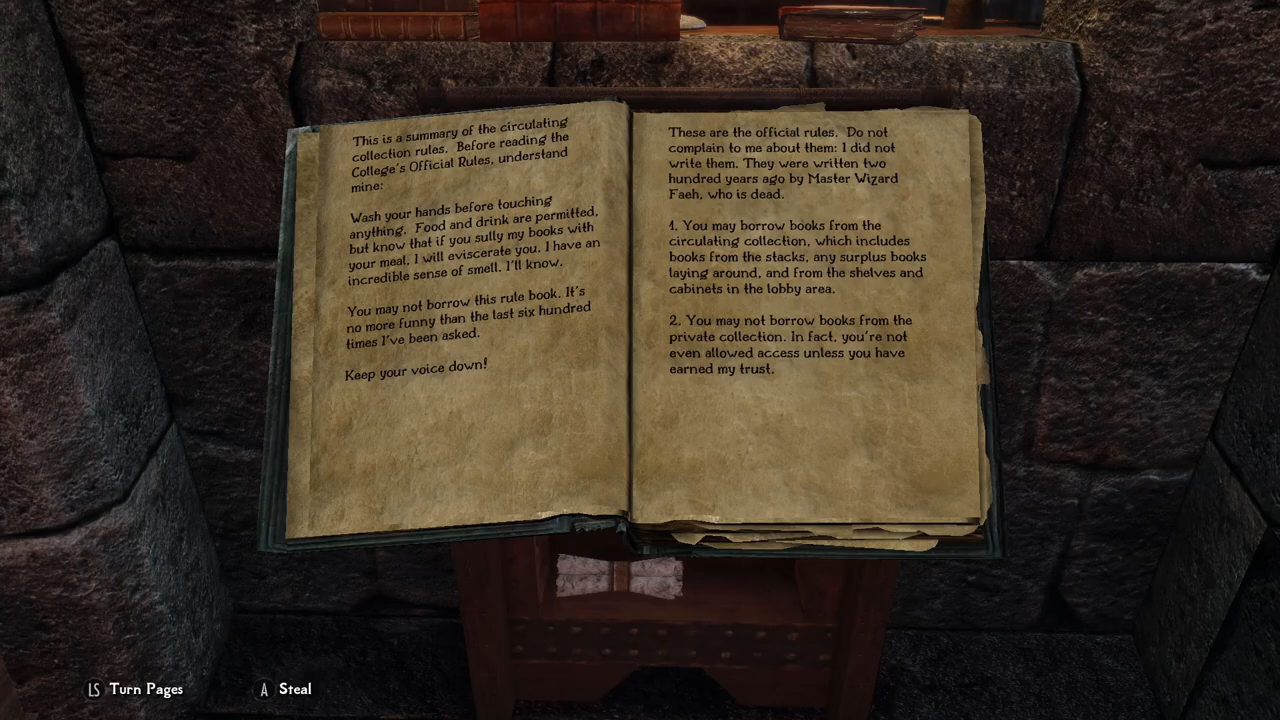 This is a summary of the circulating
collection rules. Before reading the
College's Official Rules, understand
mine:
Wash your hands before touching
anything. Food and drink are permitted,
but know that if you sully my books with
your meal, I will eviscerate you. I have an
incredible sense of smell. I'll know.
You may not borrow this rule book. It's
no more funny than the last six hundred
times I've been asked.
Keep your voice down!
These are the official rules. Do not
complain to me about them: I did not
write them. They were written two
hundred years ago by Master Wizard
Faeh, who is dead.
1. You may borrow books from the
circulating collection, which includes
books from the stacks, any surplus books
laying around, and from the shelves and
cabinets in the lobby area.
2. You may not borrow books from the
private collection. In fact, you're not
even allowed access unless you have
earned my trust.
LS Turn Pages
A Steal